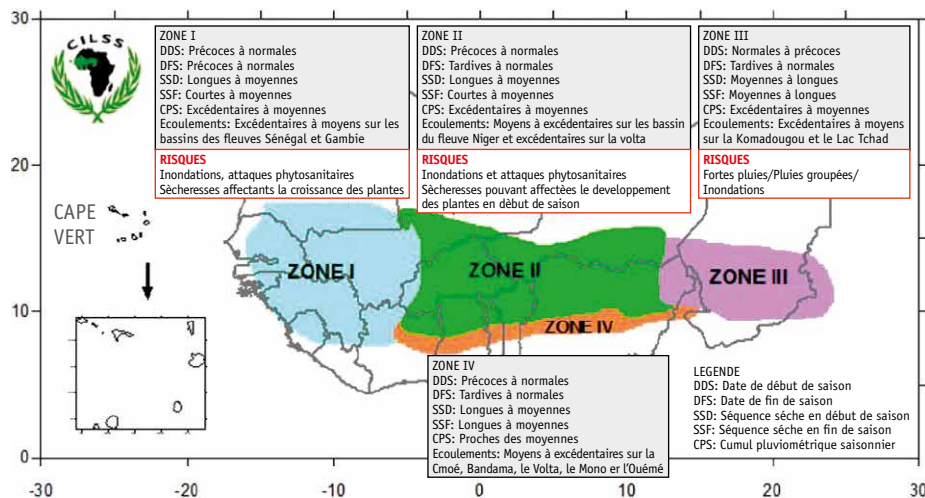 CILSS
ZONE I
DDS: Précoces à normales
DFS: Précoces à normales
SSD: Longues à moyennes
SSF: Courtes à moyennes
CPS: Excédentaires à moyennes
Ecoulements: Excédentaires à moyens sur les
bassins des fleuves Sénégal et Gambie
RISQUES
Inondations, attaques phytosanitaires
Sècheresses affectants la croissance des plantes
ZONE II
DDS: Précoces à normales
DFS: Tardives à normales
SSD: Longues à moyennes
SSF: Courtes à moyennes
CPS: Excédentaires à moyennes
Ecoulements: Moyens à excédentaires sur les bassin
du fleuve Niger et excédentaires sur la volta
RISQUES
Inondations et attaques phytosanitaires
Sècheresses pouvant affectées le developpement
des plantes en début de saison
ZONE III
DDS: Normales à précoces
DFS: Tardives à normales
SSD: Moyennes à longues
SSF: Moyennes à longues
CPS: Excédentaires à moyennes
Ecoulements: Excédentaires à moyens
sur la Komadougou et le Lac Tchad
RISQUES
Fortes pluies/Pluies groupées/
Inondations
CAPE
VERT
ZONE I
ZONE II
ZONE III
ZONE IV
ZONE IV
DDS: Précoces à normales
DFS: Tardives à normales
SSD: Longues à moyennes
SSF: Longues à moyennes
CPS: Proches des moyennes
Ecoulements: Moyens à excédentaires sur la
Cmoé, Bandama, le Volta, le Mono er l'Ouémé
LEGENDE
DDS: Date de début de saison
DFS: Date de fin de saison
SSD: Séquence séche en début de saison
SSF: Séquence séche en fin de saison
CPS: Cumul pluviométrique saisonnier
30
20
10
0
-30
-20
-10
0
10
20
30